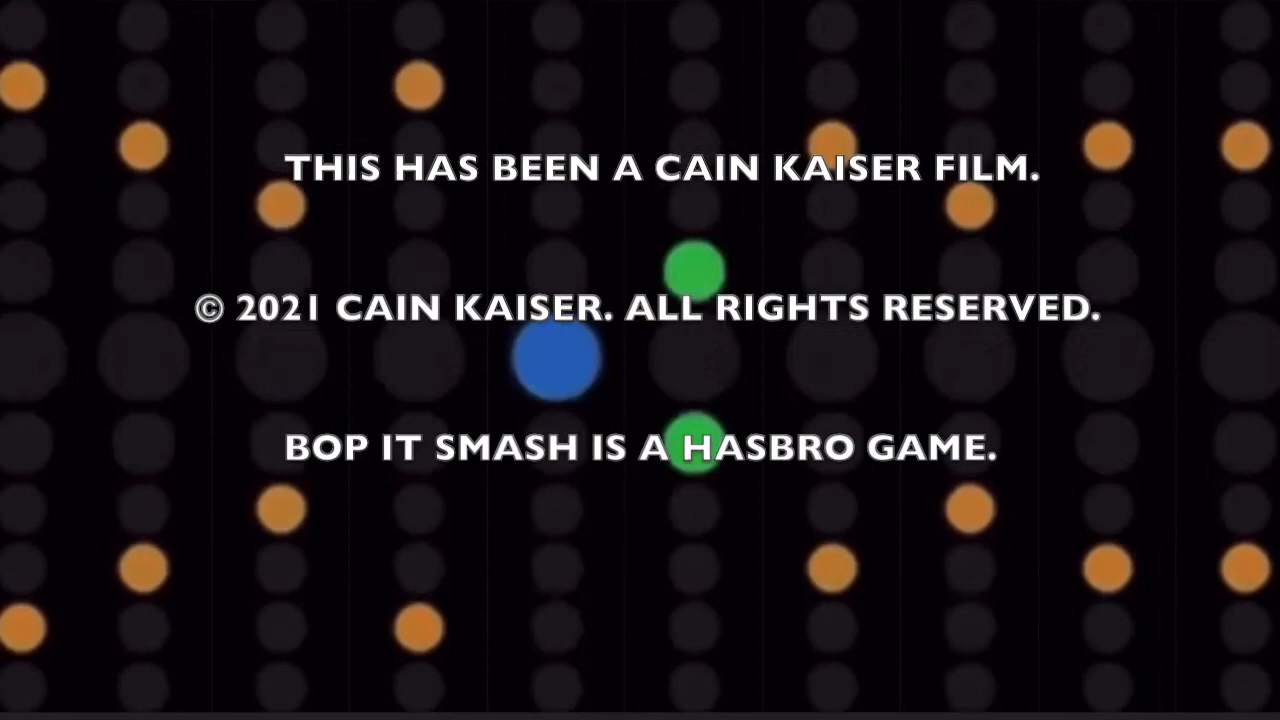 THIS HAS BEEN A CAIN KAISER FILM.
© 2021 CAIN KAISER. ALL RIGHTS RESERVED.
BOP IT SMASH IS A HASBRO GAME.